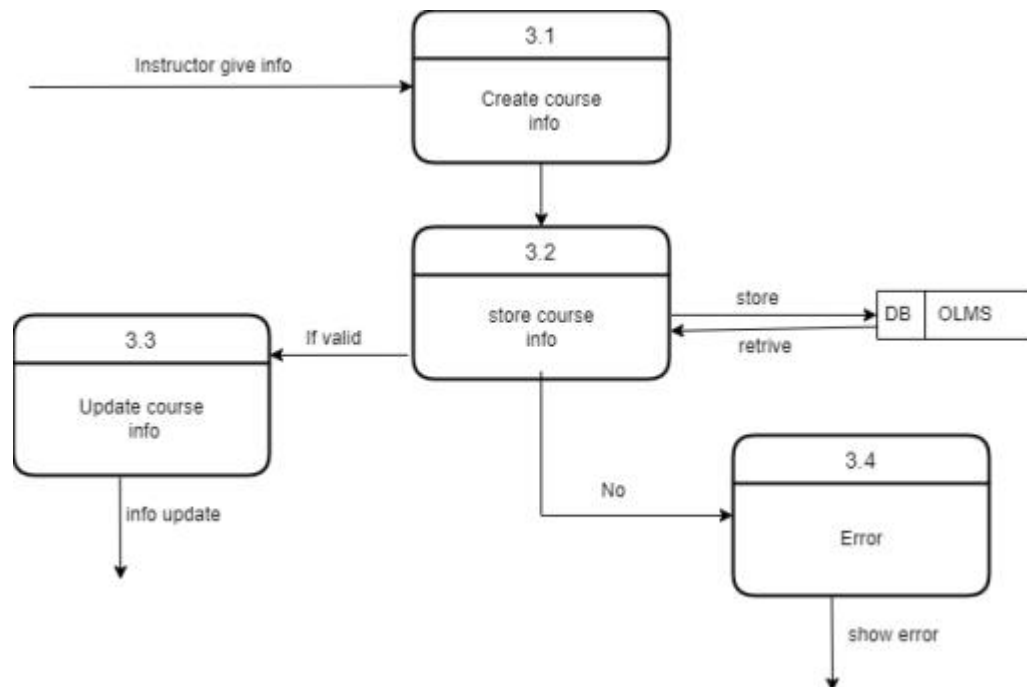 3.1
Instructor give info
Create course
info
3.2
store course
info
store
DB
OLMS
retrive
3.3
If valid
Update course
info
3.4
No
info update
Error
show error